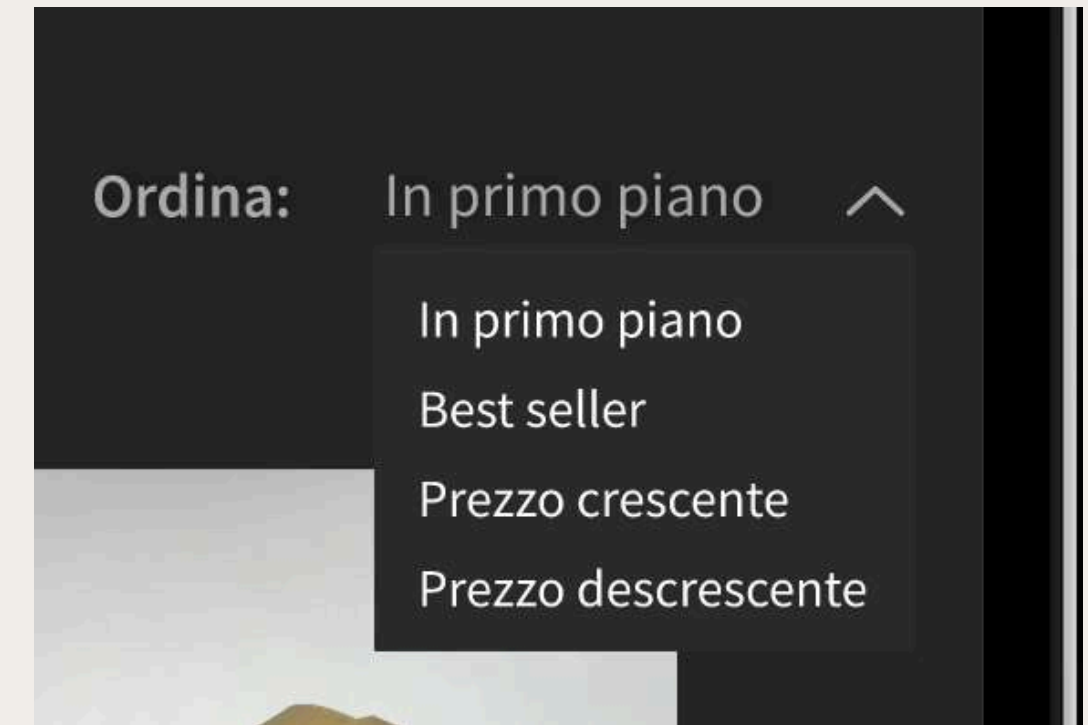 Ordina: In primo piano
In primo piano
Best seller
Prezzo crescente
Prezzo descrescente